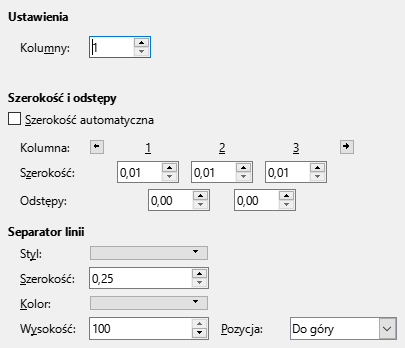 Ustawienia
Kolumny: 1
Szerokość i odstępy
Szerokość automatyczna
Kolumna: 1 2 3
Szerokość: 0,01 0,01 0,01
Odstępy: 0,00 0,00
Separator linii
Styl:
Szerokość: 0,25
Kolor:
Wysokość: 100 Pozycja: Do góry